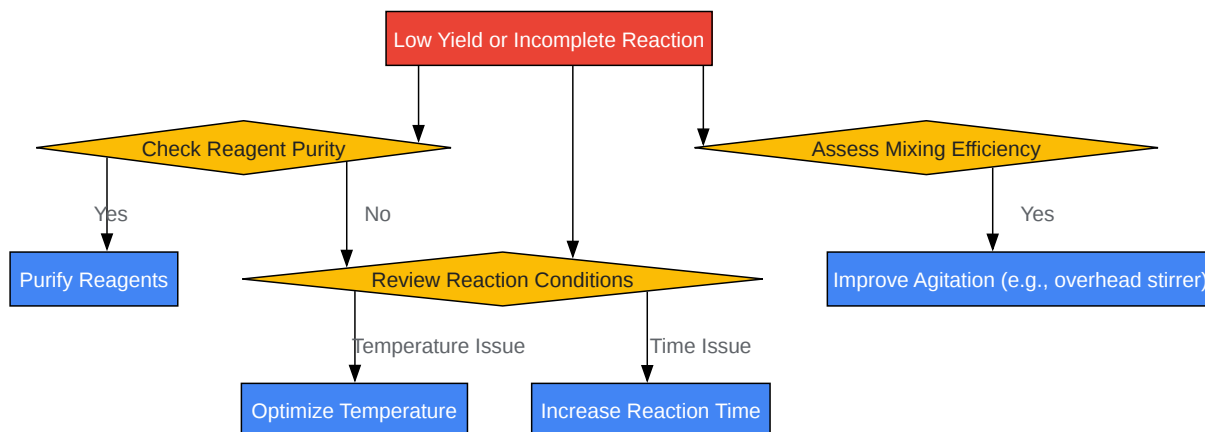 Low Yield or Incomplete Reaction
Check Reagent Purity
Assess Mixing Efficiency
Yes
No
Yes
Purify Reagents
Review Reaction Conditions
Improve Agitation (e.g., overhead stirrer)
Temperature Issue
Time Issue
Optimize Temperature
Increase Reaction Time